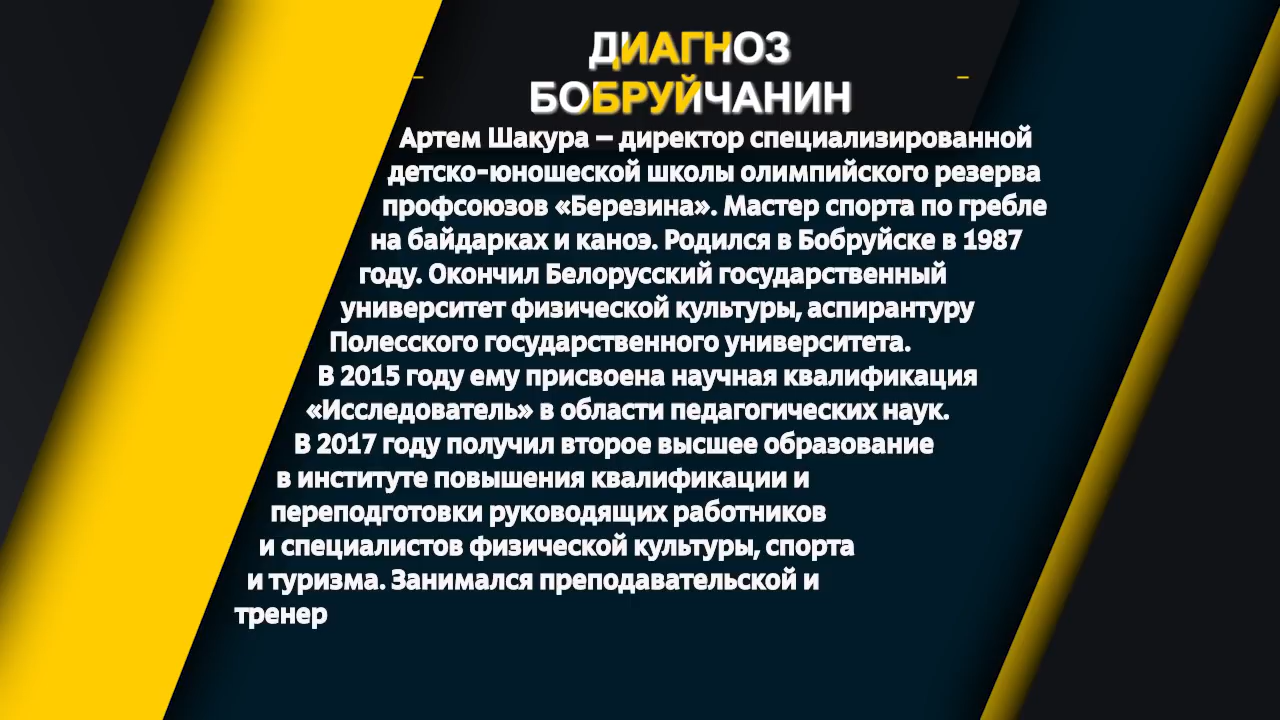 ДИАГНОЗ
БОБРУЙЧАНИН
Артем Шакура – директор специализированной
детско-юношеской школы олимпийского резерва
профсоюзов «Березина». Мастер спорта по гребле
на байдарках и каноэ. Родился в Бобруйске в 1987
году. Окончил Белорусский государственный
университет физической культуры, аспирантуру
Полесского государственного университета.
В 2015 году ему присвоена научная квалификация
«Исследователь» в области педагогических наук.
В 2017 году получил второе высшее образование
в институте повышения квалификации и
переподготовки руководящих работников
и специалистов физической культуры, спорта
и туризма. Занимался преподавательской и
тренер